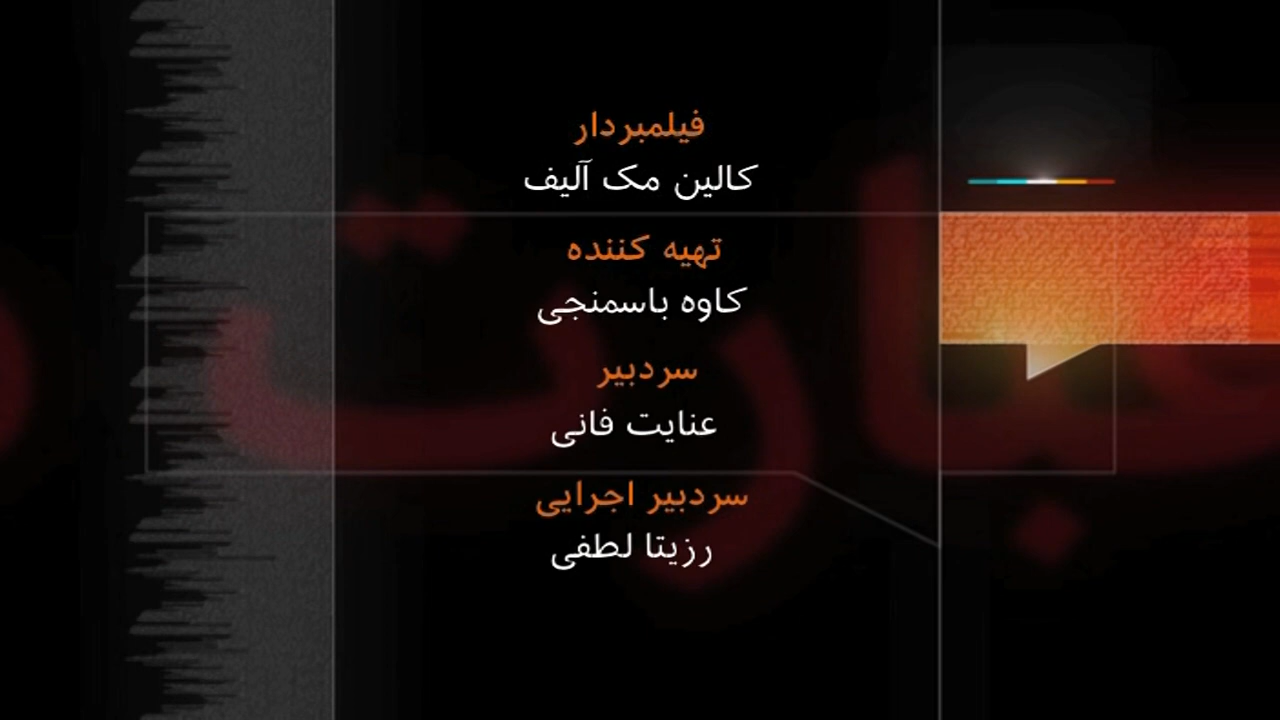 فیلمبردار
کالین مک آلیف
تهیه کننده
کاوه باسمنجی
سردبیر
عنایت فانی
سردبیر اجرایی
رزیتا لطفی